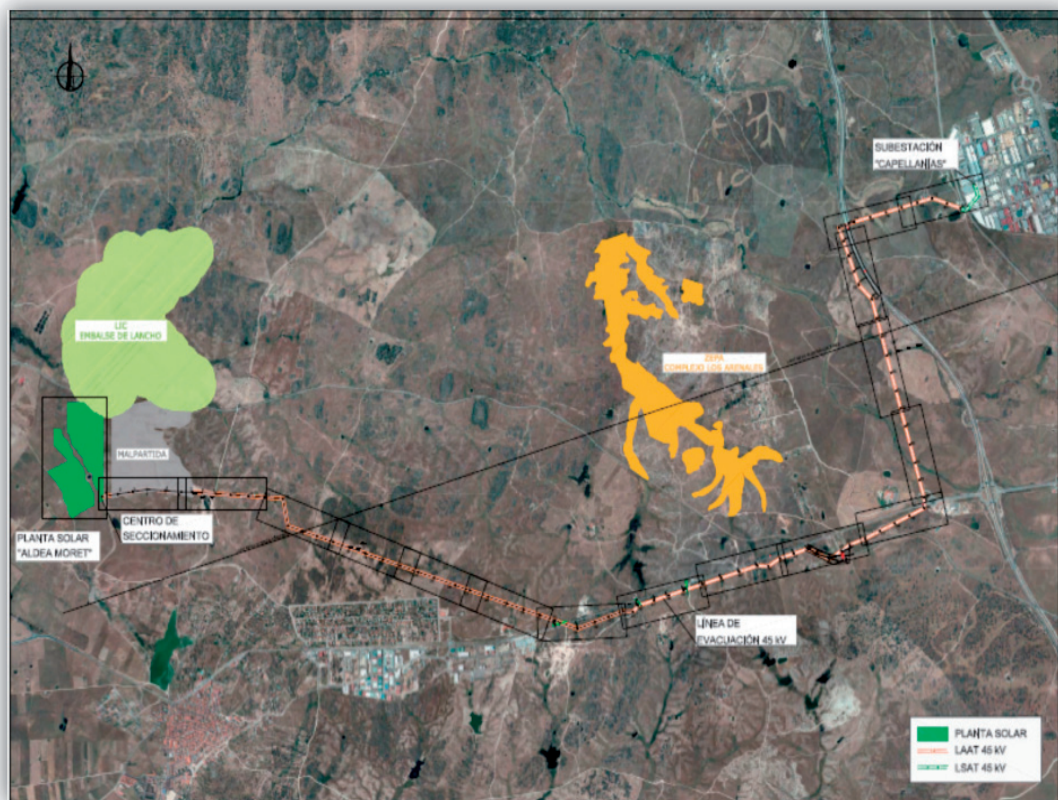 SUBESTACIÓN
"CAPELLANÍAS"
LIC
EMBALSE DE LANCHO
ZEPA
COMPLEJO LOS ARENALES
MALPARTIDA
CENTRO DE
SECCIONAMIENTO
PLANTA SOLAR
"ALDEA MORET"
LÍNEA DE
EVACUACIÓN 45 kV
PLANTA SOLAR
LAAT 45 kV
LSAT 45 kV